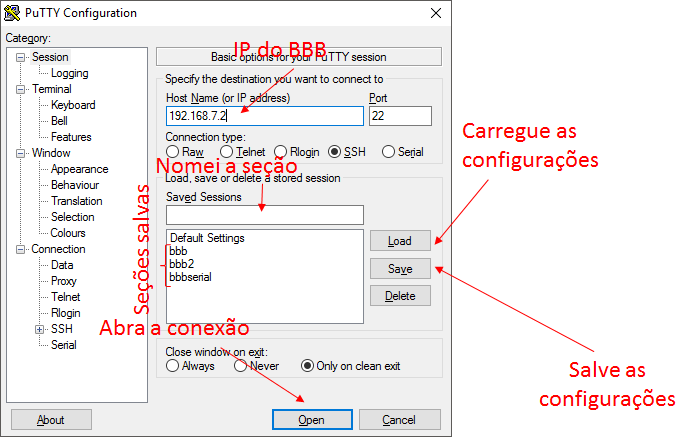 PuTTY Configuration
Category:
Session
Logging
Terminal
Keyboard
Bell
Features
Window
Appearance
Behaviour
Translation
Selection
Colours
Connection
Data
Proxy
Telnet
Rlogin
SSH
Serial
IP do BBB
Basic options for your PuTTY session
Specify the destination you want to connect to
Host Name (or IP address) Port
192.168.7.2 22
Connection type:
Raw Telnet Rlogin SSH Serial
Nomei a seção
Load, save or delete a stored session
Saved Sessions
Seções salvas
Default Settings
bbb
bbb2
bbbserial
Load
Save
Delete
Carregue as
configurações
Salve as
configurações
Abra a conexão
Close window on exit:
Always Never Only on clean exit
About Open Cancel